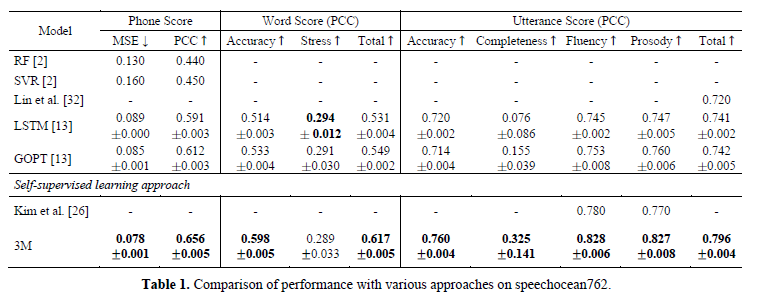 Model Phone Score Word Score (PCC) Utterance Score (PCC)
MSE ↓ PCC ↑ Accuracy ↑ Stress ↑ Total ↑ Accuracy ↑ Completeness ↑ Fluency ↑ Prosody ↑ Total ↑
RF [2] 0.130 0.440 - - - - - - - -
SVR [2] 0.160 0.450 - - - - - - - -
Lin et al. [32] - - - - - - - - - 0.720
LSTM [13] 0.089 0.591 0.514 0.294 0.531 0.720 0.076 0.745 0.747 0.741
±0.000 ±0.003 ±0.003 ± 0.012 ±0.004 ±0.002 ±0.086 ±0.002 ±0.005 ±0.002
GOPT [13] 0.085 0.612 0.533 0.291 0.549 0.714 0.155 0.753 0.760 0.742
±0.001 ±0.003 ±0.004 ±0.030 ±0.002 ±0.004 ±0.039 ±0.008 ±0.006 ±0.005
Self-supervised learning approach
Kim et al. [26] - - - - - - - 0.780 0.770 -
3M 0.078 0.656 0.598 0.289 0.617 0.760 0.325 0.828 0.827 0.796
±0.001 ±0.005 ±0.005 ±0.033 ±0.005 ±0.004 ±0.141 ±0.006 ±0.008 ±0.004
Table 1. Comparison of performance with various approaches on speechocean762.